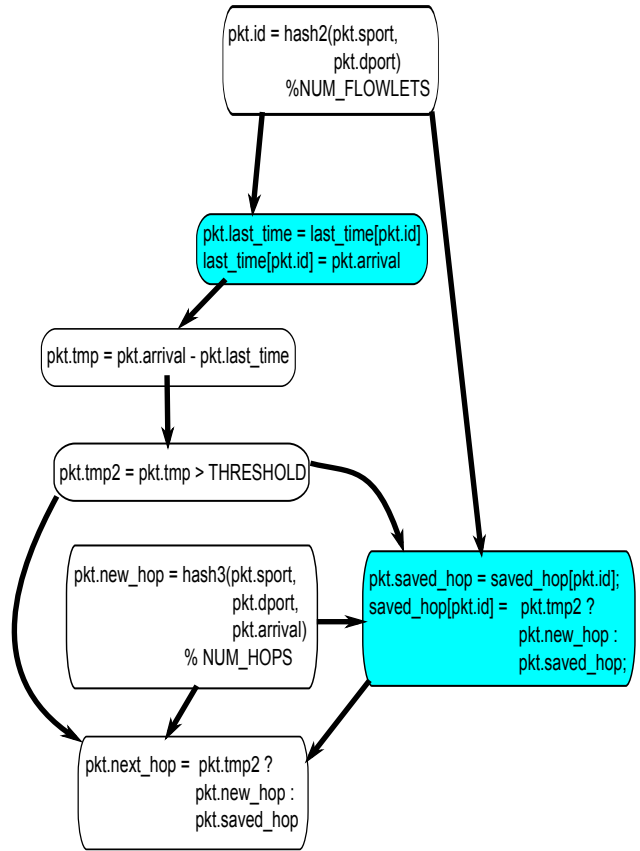 pkt.id = hash2(pkt.sport,
pkt.dport)
%NUM_FLOWLETS
pkt.last_time = last_time[pkt.id]
last_time[pkt.id] = pkt.arrival
pkt.tmp = pkt.arrival - pkt.last_time
pkt.tmp2 = pkt.tmp > THRESHOLD
pkt.new_hop = hash3(pkt.sport,
pkt.dport,
pkt.arrival)
% NUM_HOPS
pkt.saved_hop = saved_hop[pkt.id];
saved_hop[pkt.id] = pkt.tmp2 ?
pkt.new_hop :
pkt.saved_hop;
pkt.next_hop = pkt.tmp2 ?
pkt.new_hop :
pkt.saved_hop